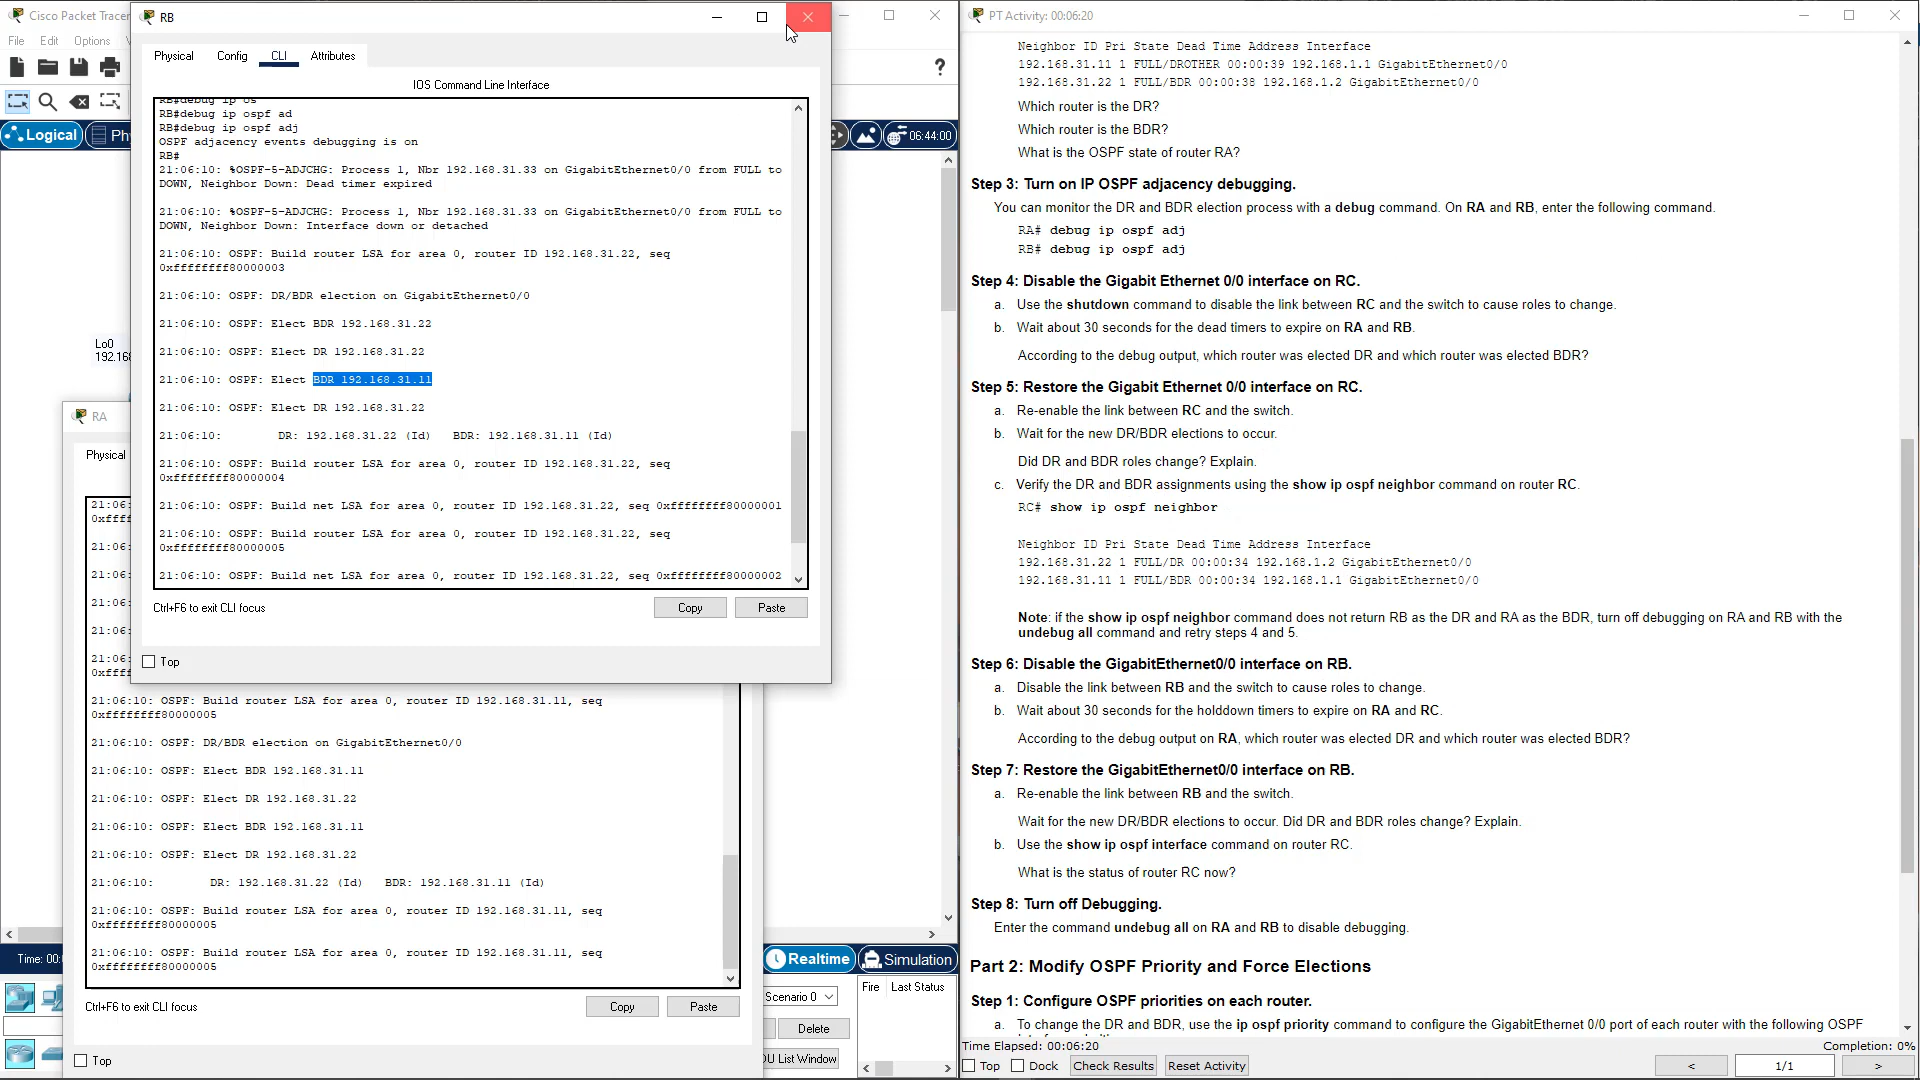 Cisco Packet Tracer
File Edit Options
Logical
06:44:00
Lo0
RB
Physical Config CLI Attributes
IOS Command Line Interface
RB#debug ip os
RB#debug ip ospf ad
RB#debug ip ospf adj
OSPF adjacency events debugging is on
RB#
21:06:10: %OSPF-5-ADJCHG: Process 1, Nbr 192.168.31.33 on GigabitEthernet0/0 from FULL to
DOWN, Neighbor Down: Dead timer expired
21:06:10: %OSPF-5-ADJCHG: Process 1, Nbr 192.168.31.33 on GigabitEthernet0/0 from FULL to
DOWN, Neighbor Down: Interface down or detached
21:06:10: OSPF: Build router LSA for area 0, router ID 192.168.31.22, seq
0xffffffff80000003
21:06:10: OSPF: DR/BDR election on GigabitEthernet0/0
21:06:10: OSPF: Elect BDR 192.168.31.22
21:06:10: OSPF: Elect DR 192.168.31.22
21:06:10: OSPF: Elect BDR 192.168.31.11
21:06:10: OSPF: Elect DR 192.168.31.22
21:06:10: DR: 192.168.31.22 (Id) BDR: 192.168.31.11 (Id)
21:06:10: OSPF: Build router LSA for area 0, router ID 192.168.31.22, seq
0xffffffff80000004
21:06:10: OSPF: Build net LSA for area 0, router ID 192.168.31.22, seq 0xffffffff80000001
21:06:10: OSPF: Build router LSA for area 0, router ID 192.168.31.22, seq
0xffffffff80000005
21:06:10: OSPF: Build net LSA for area 0, router ID 192.168.31.22, seq 0xffffffff80000002
Ctrl+F6 to exit CLI focus
Copy Paste
Top
RA
Physical
21:06:10: OSPF: Build router LSA for area 0, router ID 192.168.31.11, seq
0xffffffff80000005
21:06:10: OSPF: DR/BDR election on GigabitEthernet0/0
21:06:10: OSPF: Elect BDR 192.168.31.11
21:06:10: OSPF: Elect DR 192.168.31.22
21:06:10: OSPF: Elect BDR 192.168.31.11
21:06:10: OSPF: Elect DR 192.168.31.22
21:06:10: DR: 192.168.31.22 (Id) BDR: 192.168.31.11 (Id)
21:06:10: OSPF: Build router LSA for area 0, router ID 192.168.31.11, seq
0xffffffff80000005
21:06:10: OSPF: Build router LSA for area 0, router ID 192.168.31.11, seq
0xffffffff80000005
Ctrl+F6 to exit CLI focus
Copy Paste
Top
Time: 00:
Realtime Simulation
Scenario 0
Fire Last Status
Delete
DU List Window
PT Activity: 00:06:20
Neighbor ID Pri State Dead Time Address Interface
192.168.31.11 1 FULL/DROTHER 00:00:39 192.168.1.1 GigabitEthernet0/0
192.168.31.22 1 FULL/BDR 00:00:38 192.168.1.2 GigabitEthernet0/0
Which router is the DR?
Which router is the BDR?
What is the OSPF state of router RA?
Step 3: Turn on IP OSPF adjacency debugging.
You can monitor the DR and BDR election process with a debug command. On RA and RB, enter the following command.
RA# debug ip ospf adj
RB# debug ip ospf adj
Step 4: Disable the Gigabit Ethernet 0/0 interface on RC.
a. Use the shutdown command to disable the link between RC and the switch to cause roles to change.
b. Wait about 30 seconds for the dead timers to expire on RA and RB.
According to the debug output, which router was elected DR and which router was elected BDR?
Step 5: Restore the Gigabit Ethernet 0/0 interface on RC.
a. Re-enable the link between RC and the switch.
b. Wait for the new DR/BDR elections to occur.
Did DR and BDR roles change? Explain.
c. Verify the DR and BDR assignments using the show ip ospf neighbor command on router RC.
RC# show ip ospf neighbor
Neighbor ID Pri State Dead Time Address Interface
192.168.31.22 1 FULL/DR 00:00:34 192.168.1.2 GigabitEthernet0/0
192.168.31.11 1 FULL/BDR 00:00:34 192.168.1.1 GigabitEthernet0/0
Note: if the show ip ospf neighbor command does not return RB as the DR and RA as the BDR, turn off debugging on RA and RB with the
undebug all command and retry steps 4 and 5.
Step 6: Disable the GigabitEthernet0/0 interface on RB.
a. Disable the link between RB and the switch to cause roles to change.
b. Wait about 30 seconds for the holddown timers to expire on RA and RC.
According to the debug output on RA, which router was elected DR and which router was elected BDR?
Step 7: Restore the GigabitEthernet0/0 interface on RB.
a. Re-enable the link between RB and the switch.
Wait for the new DR/BDR elections to occur. Did DR and BDR roles change? Explain.
b. Use the show ip ospf interface command on router RC.
What is the status of router RC now?
Step 8: Turn off Debugging.
Enter the command undebug all on RA and RB to disable debugging.
Part 2: Modify OSPF Priority and Force Elections
Step 1: Configure OSPF priorities on each router.
a. To change the DR and BDR, use the ip ospf priority command to configure the GigabitEthernet 0/0 port of each router with the following OSPF
Time Elapsed: 00:06:20 Completion: 0%
Top Dock Check Results Reset Activity < 1/1 >